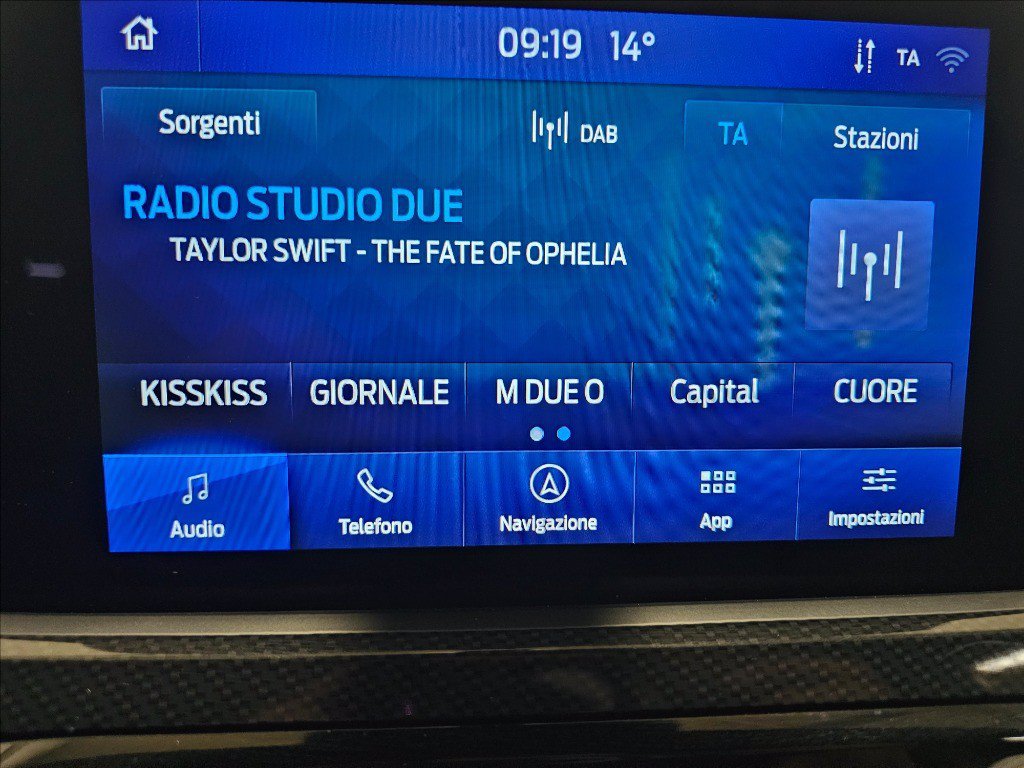 09:19 14°
TA
Sorgenti
DAB
TA
Stazioni
RADIO STUDIO DUE
TAYLOR SWIFT - THE FATE OF OPHELIA
KISSKISS
GIORNALE
M DUE O
Capital
CUORE
Audio
Telefono
Navigazione
App
Impostazioni